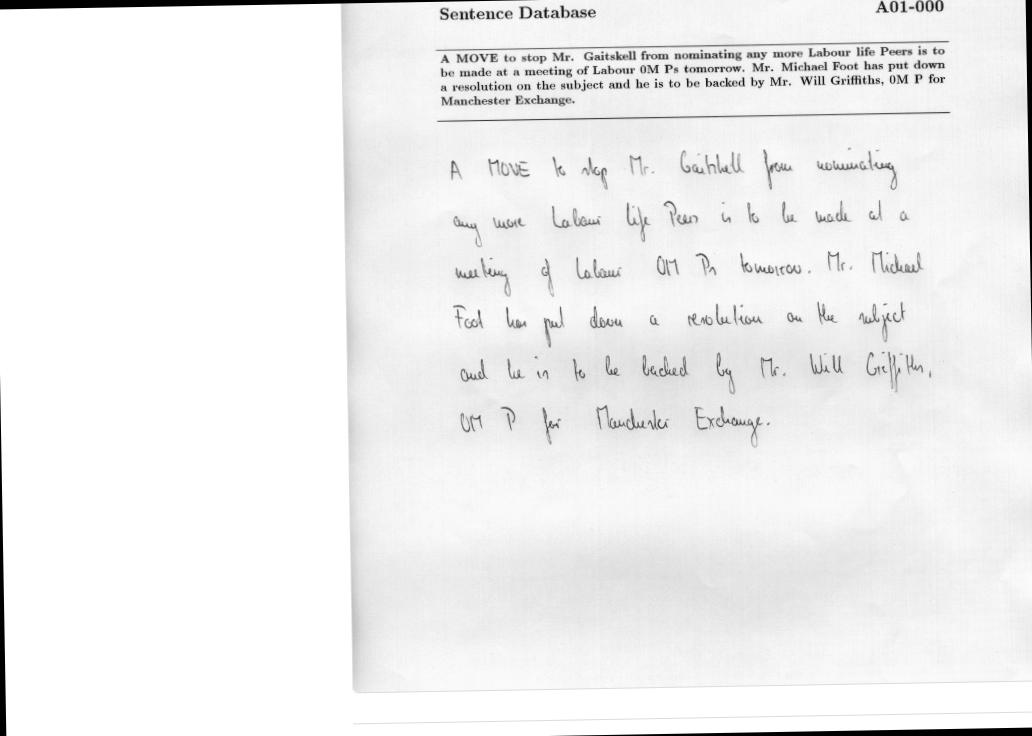 Sentence Database A01-000
A MOVE to stop Mr. Gaitskell from nominating any more Labour life Peers is to
be made at a meeting of Labour 0M Ps tomorrow. Mr. Michael Foot has put down
a resolution on the subject and he is to be backed by Mr. Will Griffiths, 0M P for
Manchester Exchange.
A MOVE to stop Mr. Gaitskell from nominating
any more Labour life Peers is to be made at a
meeting of Labour OM Ps tomorrow. Mr. Michael
Foot has put down a resolution on the subject
and he is to be backed by Mr. Will Griffiths,
OM P for Manchester Exchange.